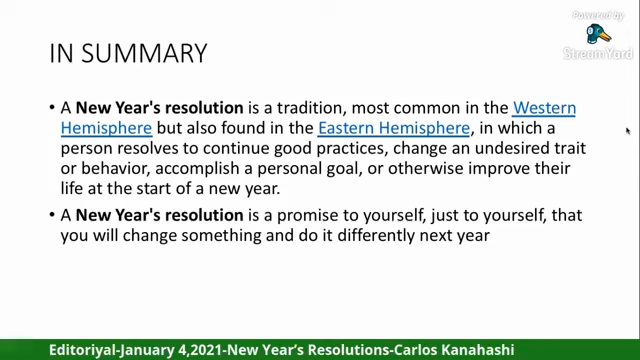 Powered by
StreamYard
IN SUMMARY
• A New Year's resolution is a tradition, most common in the Western
Hemisphere but also found in the Eastern Hemisphere, in which a
person resolves to continue good practices, change an undesired trait
or behavior, accomplish a personal goal, or otherwise improve their
life at the start of a new year.
• A New Year's resolution is a promise to yourself, just to yourself, that
you will change something and do it differently next year
Editoriyal-January 4,2021-New Year's Resolutions-Carlos Kanahashi